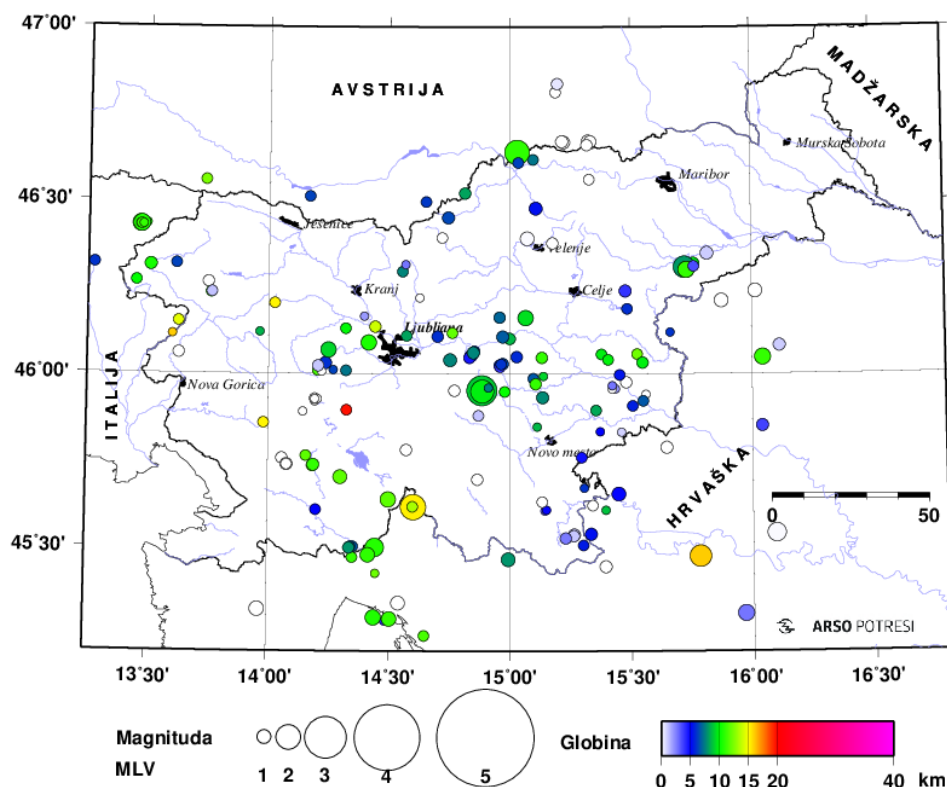 47˚00'
46˚30'
46˚00'
45˚30'
AVSTRIJA
MADŽARSKA
Murska Sobota
Maribor
Jesenice
Velenje
Kranj
Celje
Ljubljana
Nova Gorica
ITALIJA
Novo mesto
HRVAŠKA
0 50
ARSO POTRESI
13˚30' 14˚00' 14˚30' 15˚00' 15˚30' 16˚00' 16˚30'
Magnituda
MLV
1 2 3 4 5
Globina
0 5 10 15 20 40 km